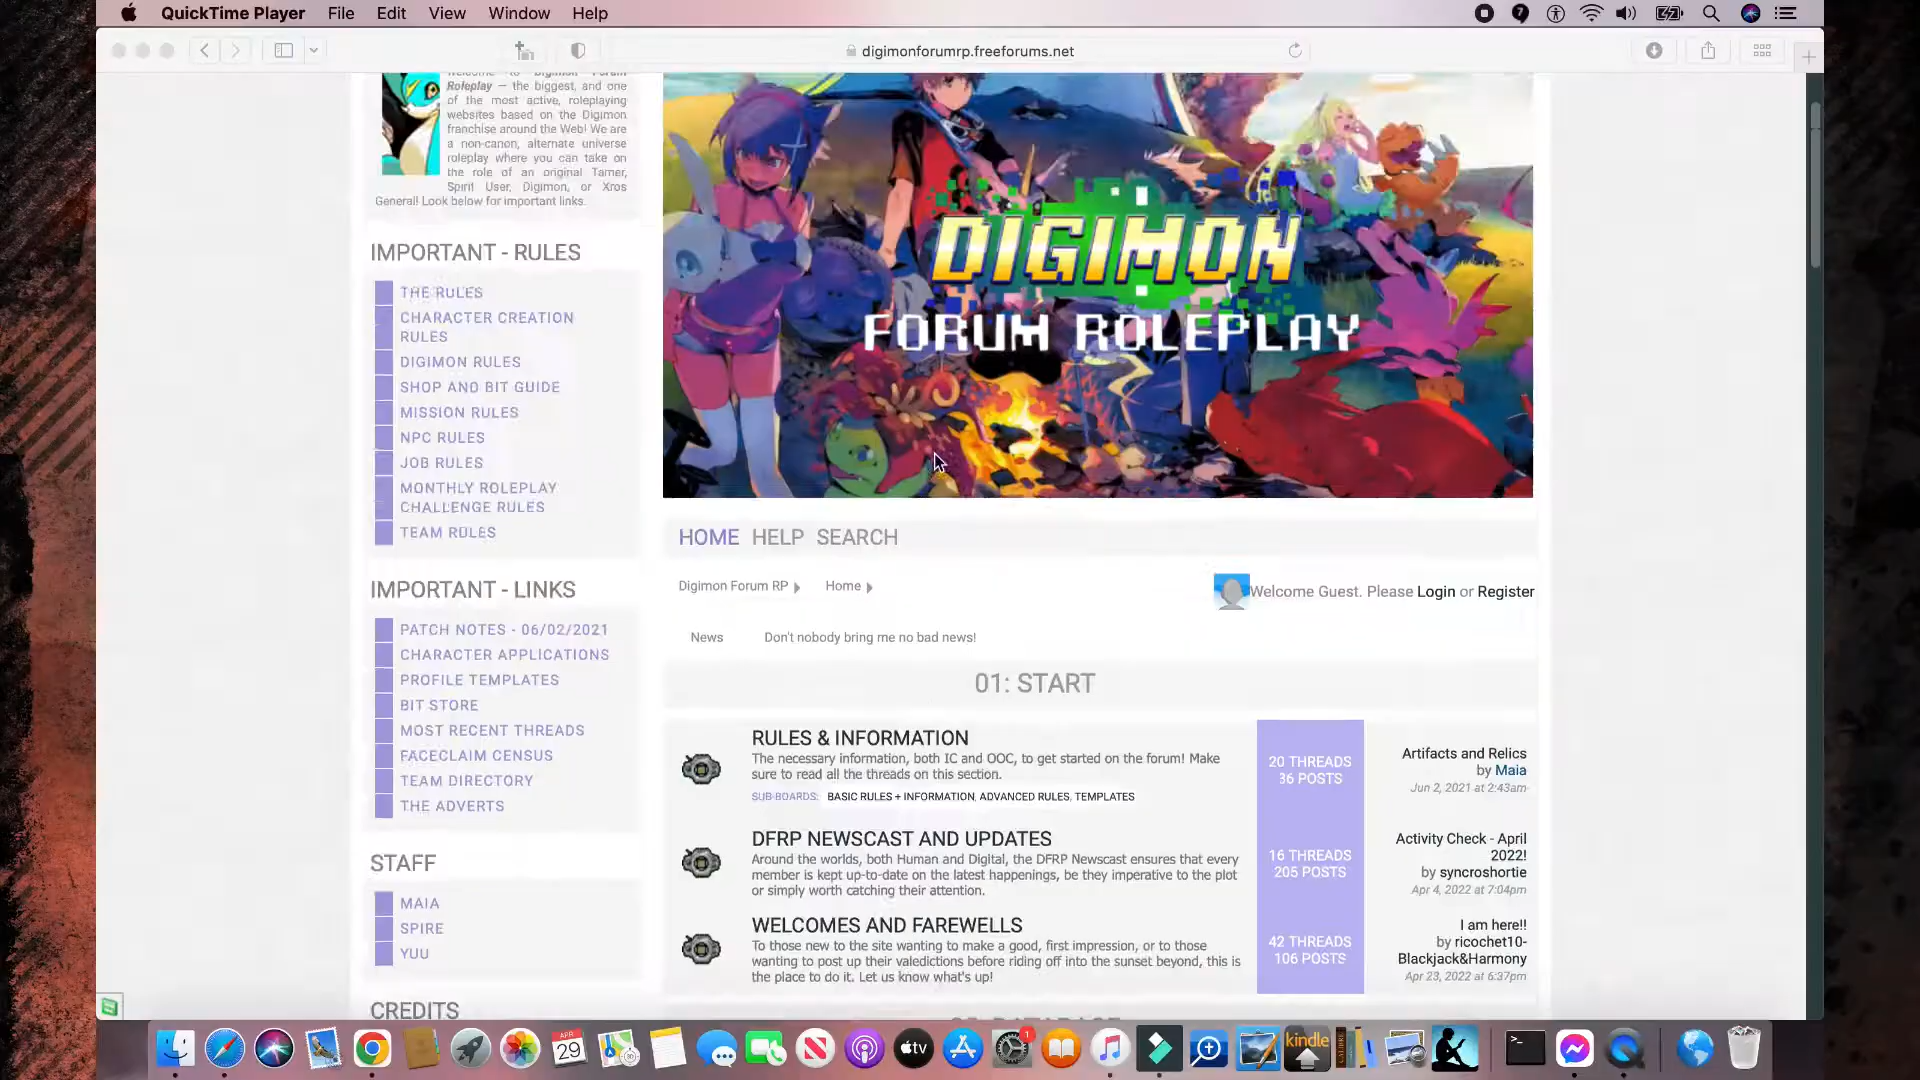 QuickTime Player File Edit View Window Help
digimonforumrp.freeforums.net
Welcome to Digimon Forum
Roleplay — the biggest, and one
of the most active, roleplaying
websites based on the Digimon
franchise around the Web! We are
a non-canon, alternate universe
roleplay where you can take on
the role of an original Tamer,
Spirit User, Digimon, or Xros
General! Look below for important links.
IMPORTANT - RULES
THE RULES
CHARACTER CREATION
RULES
DIGIMON RULES
SHOP AND BIT GUIDE
MISSION RULES
NPC RULES
JOB RULES
MONTHLY ROLEPLAY
CHALLENGE RULES
TEAM RULES
IMPORTANT - LINKS
PATCH NOTES - 06/02/2021
CHARACTER APPLICATIONS
PROFILE TEMPLATES
BIT STORE
MOST RECENT THREADS
FACECLAIM CENSUS
TEAM DIRECTORY
THE ADVERTS
STAFF
MAIA
SPIRE
YUU
CREDITS
DIGIMON
FORUM ROLEPLAY
HOME HELP SEARCH
Digimon Forum RP Home
Welcome Guest. Please Login or Register
News Don't nobody bring me no bad news!
01: START
RULES & INFORMATION
The necessary information, both IC and OOC, to get started on the forum! Make
sure to read all the threads on this section.
SUB-BOARDS: BASIC RULES + INFORMATION, ADVANCED RULES, TEMPLATES
20 THREADS
36 POSTS
Artifacts and Relics
by Maia
Jun 2, 2021 at 2:43am
DFRP NEWSCAST AND UPDATES
Around the worlds, both Human and Digital, the DFRP Newscast ensures that every
member is kept up-to-date on the latest happenings, be they imperative to the plot
or simply worth catching their attention.
16 THREADS
205 POSTS
Activity Check - April
2022!
by syncroshortie
Apr 4, 2022 at 7:04pm
WELCOMES AND FAREWELLS
To those new to the site wanting to make a good, first impression, or to those
wanting to post up their valedictions before riding off into the sunset beyond, this is
the place to do it. Let us know what's up!
42 THREADS
106 POSTS
I am here!!
by ricochet10-
Blackjack&Harmony
Apr 23, 2022 at 6:37pm
APR
29
tv
1
kindle